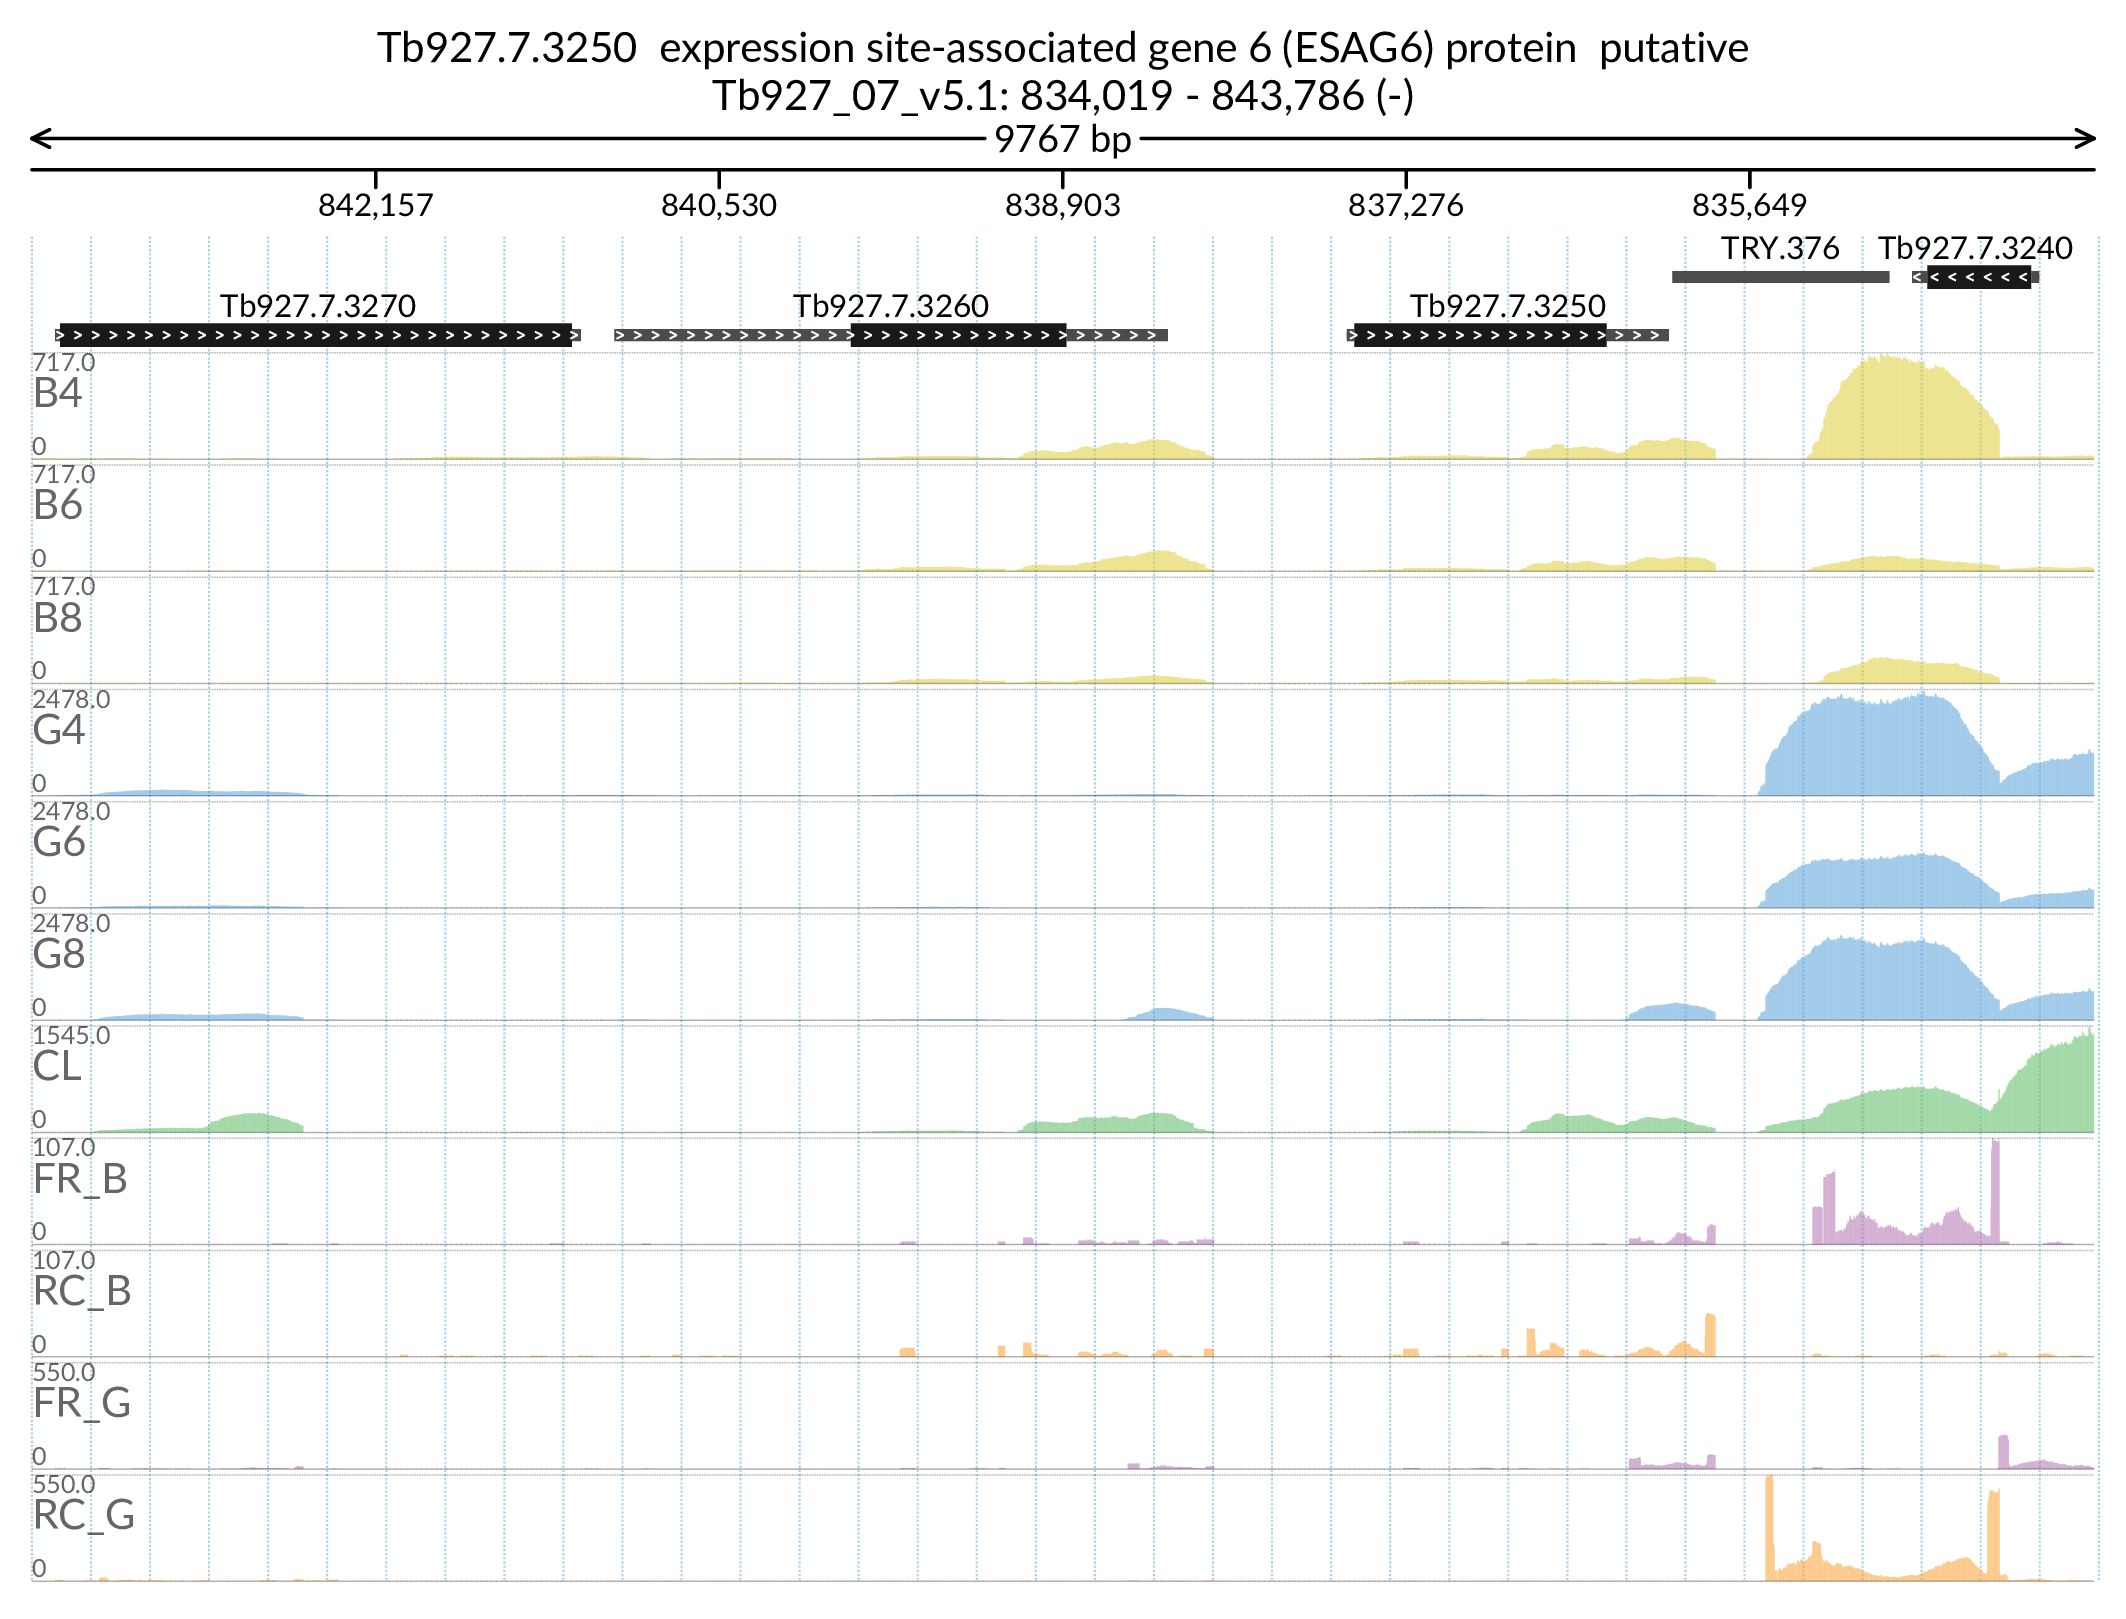 Tb927.7.3250  expression site-associated gene 6 (ESAG6) protein  putative
Tb927_07_v5.1: 834,019 - 843,786 (-)
9767 bp
842,157 840,530 838,903 837,276 835,649
TRY.376 Tb927.7.3240
Tb927.7.3270 Tb927.7.3260 Tb927.7.3250
717.0
B4
0
717.0
B6
0
717.0
B8
0
2478.0
G4
0
2478.0
G6
0
2478.0
G8
0
1545.0
CL
0
107.0
FR_B
0
107.0
RC_B
0
550.0
FR_G
0
550.0
RC_G
0